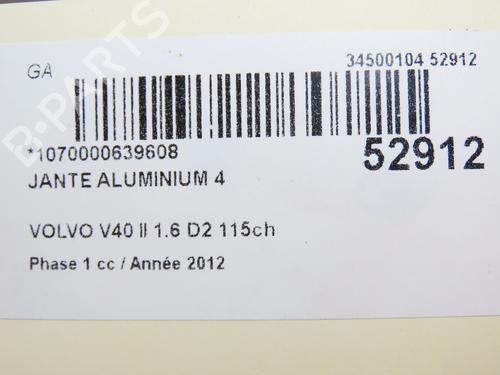 GA
34500104 52912
*1070000639608
52912
JANTE ALUMINIUM 4
VOLVO V40 II 1.6 D2 115ch
Phase 1 cc / Année 2012
B-PARTS